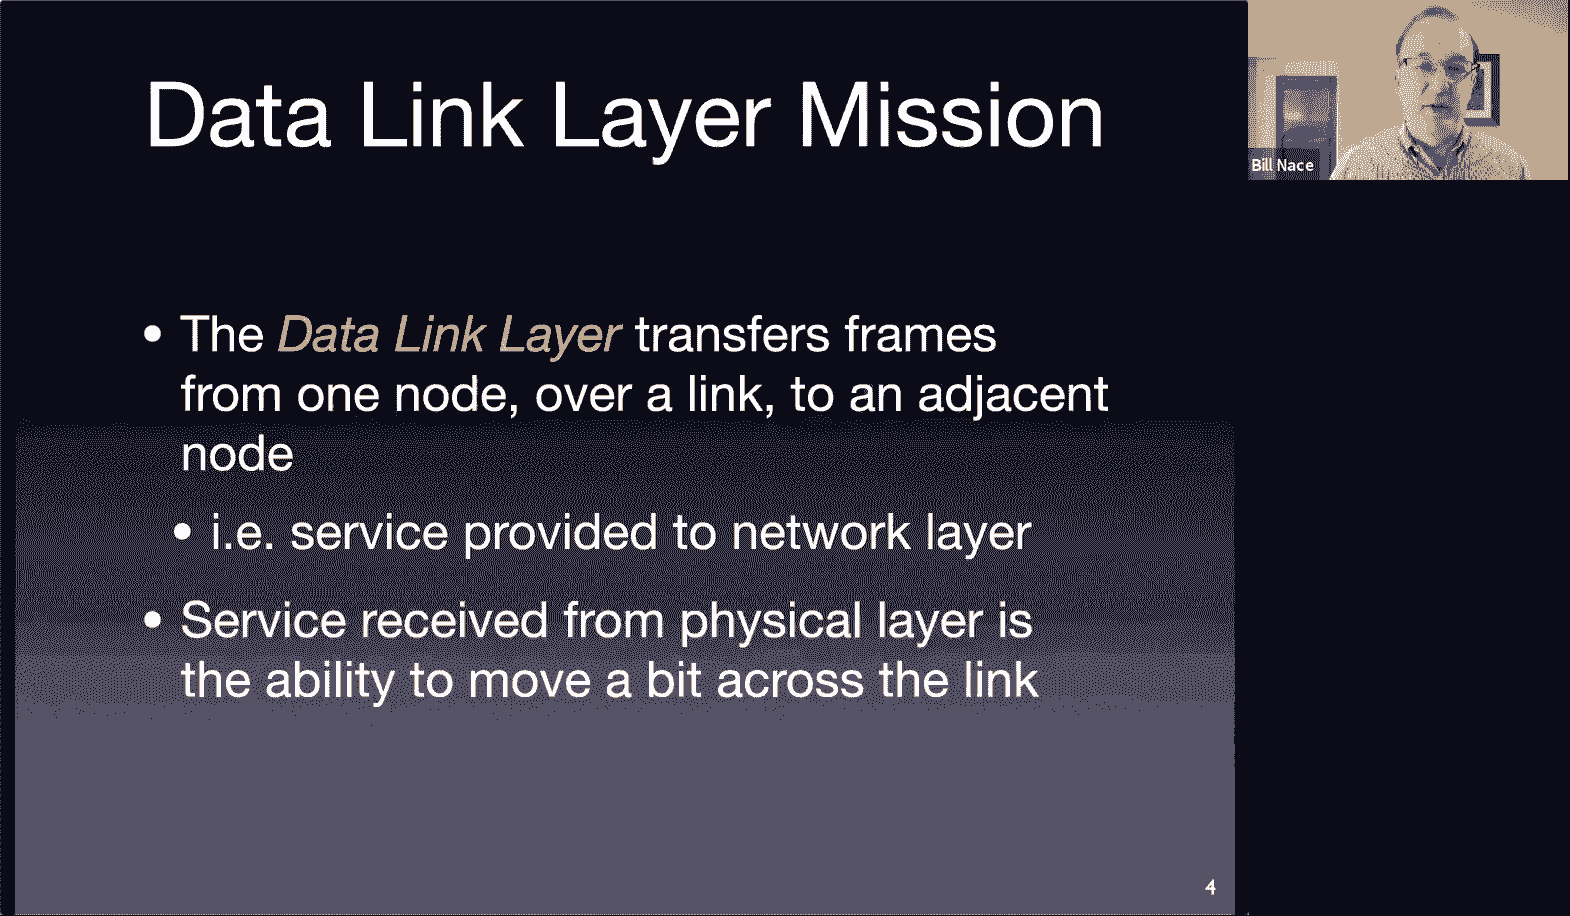 Data Link Layer Mission
Bill Nace
• The Data Link Layer transfers frames
from one node, over a link, to an adjacent
node
• i.e. service provided to network layer
• Service received from physical layer is
the ability to move a bit across the link
4